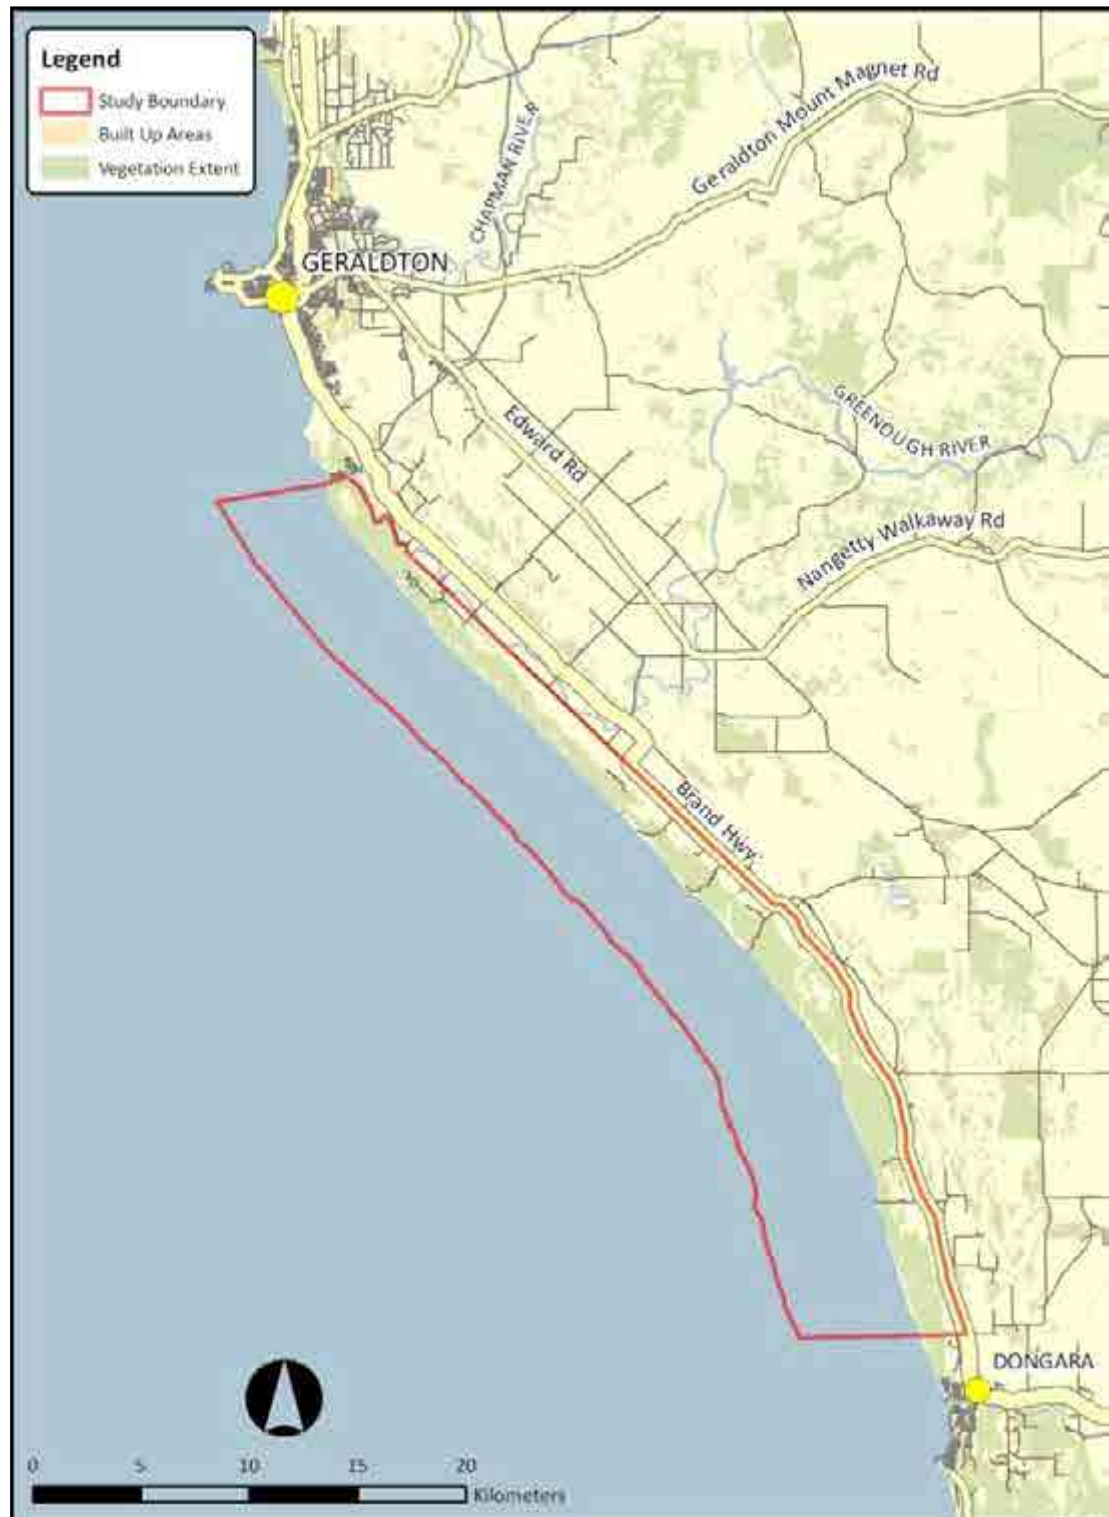 Legend
Study Boundary
Built Up Areas
Vegetation Extent
Geraldton Mount Magnet Rd
CHAPMAN RIVER
GERALDTON
GREENOUGH RIVER
Edward Rd
Nangetty Walkaway Rd
Brand Hwy
DONGARA
0 5 10 15 20
Kilometers